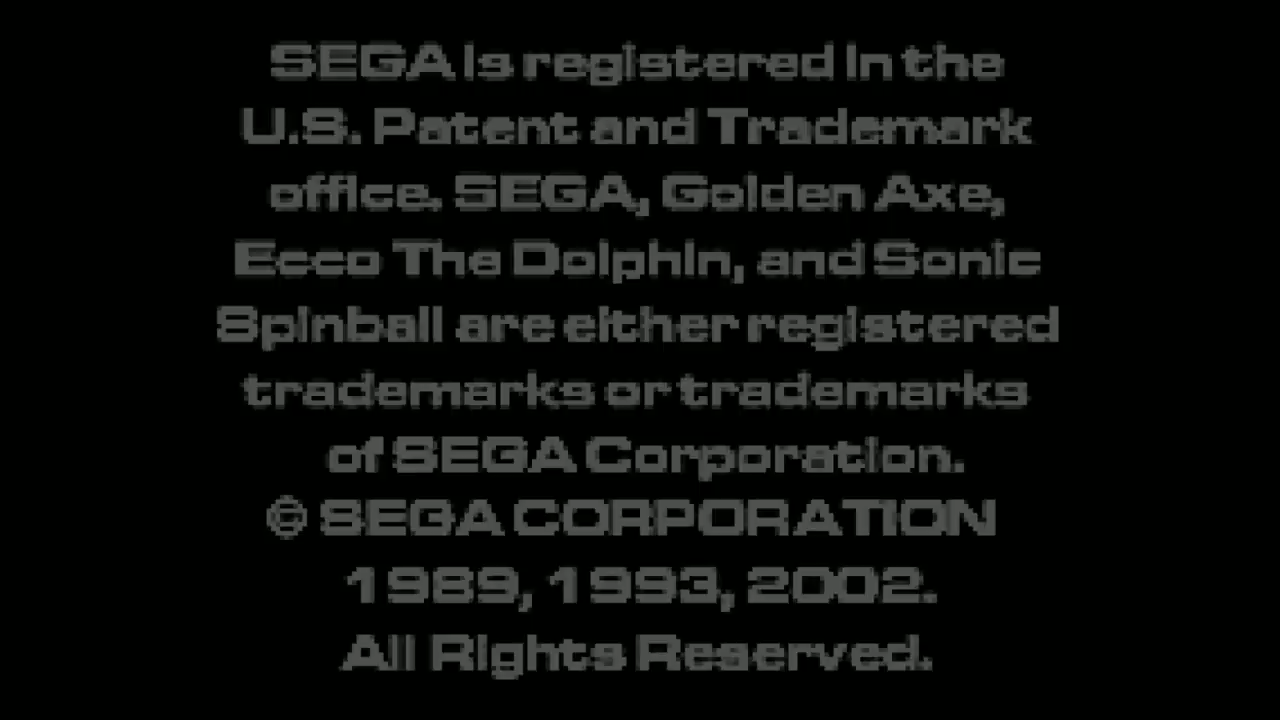 SEGA is registered in the
U.S. Patent and Trademark
office. SEGA, Golden Axe,
Ecco The Dolphin, and Sonic
Spinball are either registered
trademarks or trademarks
of SEGA Corporation.
© SEGA CORPORATION
1989, 1993, 2002.
All Rights Reserved.